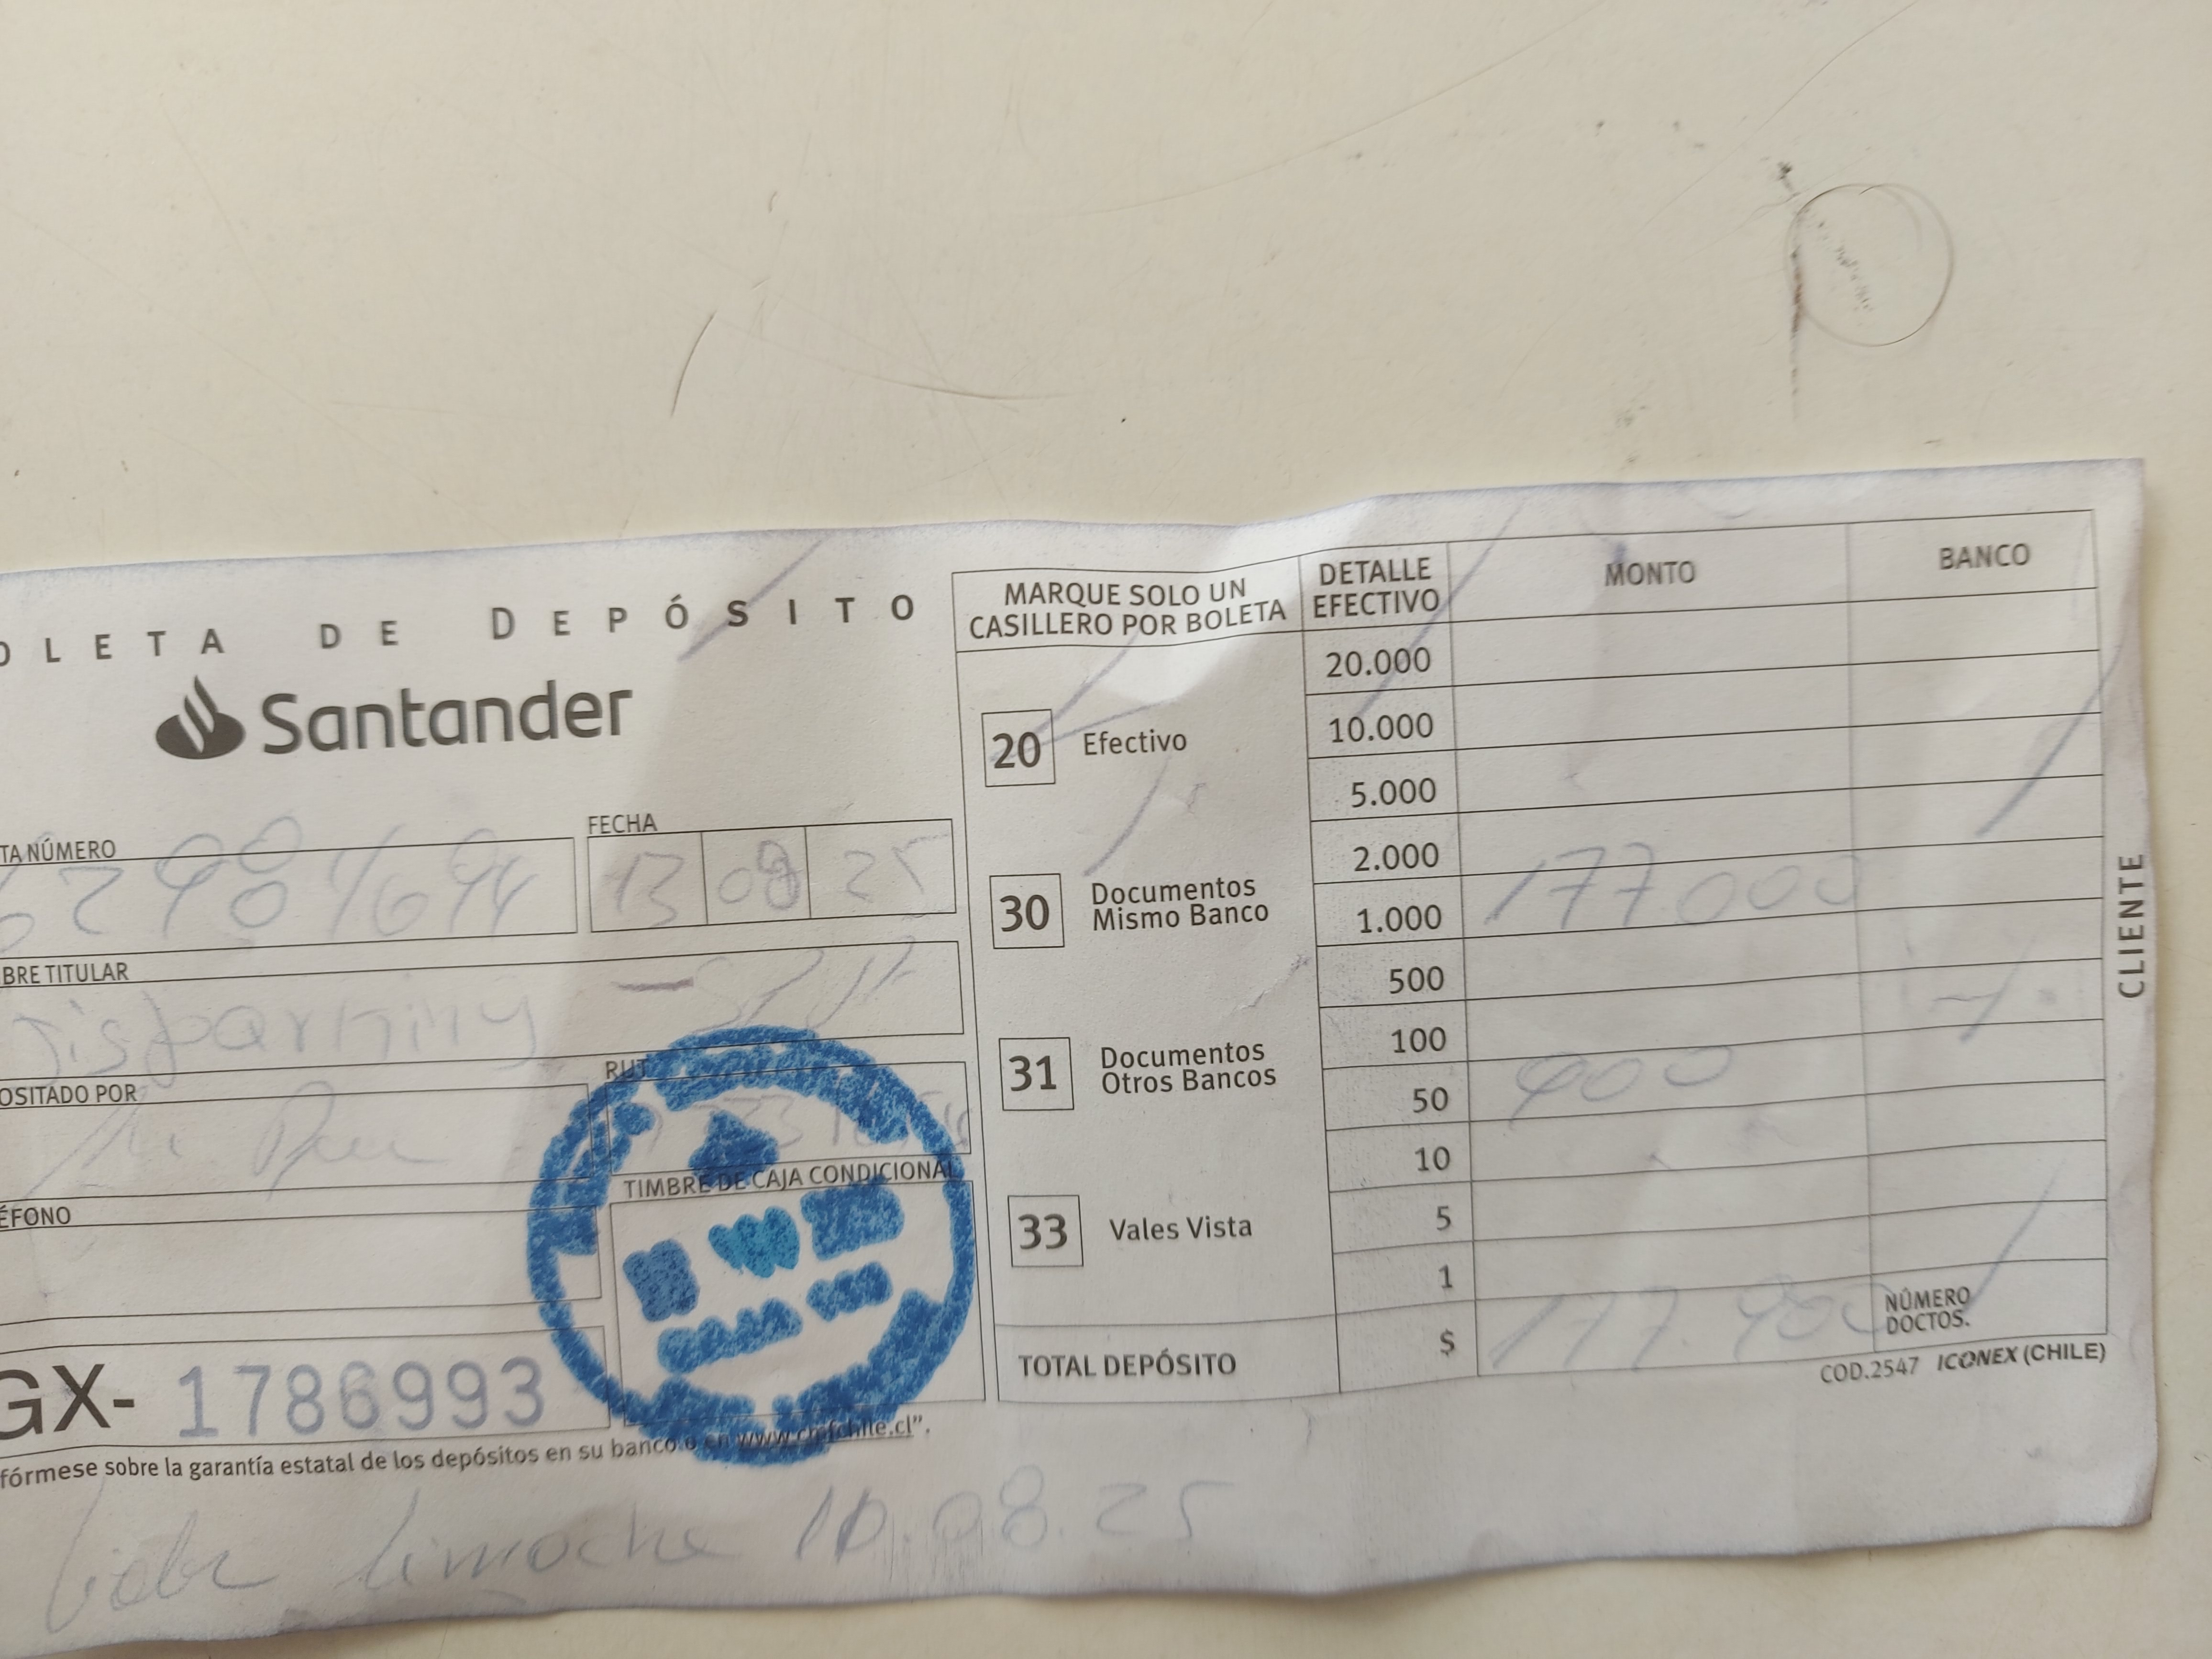 OLETA DE DEPÓSITO
Santander
TA NÚMERO
FECHA
13 08 25
BRE TITULAR
OSITADO POR
RUT
TIMBRE DE CAJA CONDICIONAL
ÉFONO
GX- 1786993
fórmese sobre la garantía estatal de los depósitos en su banco o en www.cmfchile.cl”.
10.08.25
MARQUE SOLO UN
CASILLERO POR BOLETA
20 Efectivo
30 Documentos
Mismo Banco
31 Documentos
Otros Bancos
33 Vales Vista
DETALLE
EFECTIVO
MONTO
BANCO
20.000
10.000
5.000
2.000
1.000 177000
500
100
50 900
10
5
1
TOTAL DEPÓSITO $ 177.900
NÚMERO
DOCTOS.
COD.2547 ICONEX (CHILE)
CLIENTE